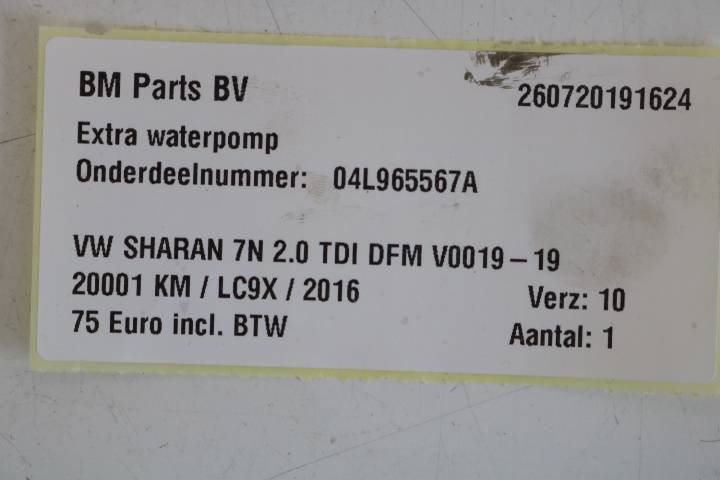 BM Parts BV 260720191624
Extra waterpomp
Onderdeelnummer: 04L965567A
VW SHARAN 7N 2.0 TDI DFM V0019-19
20001 KM / LC9X / 2016 Verz: 10
75 Euro incl. BTW Aantal: 1